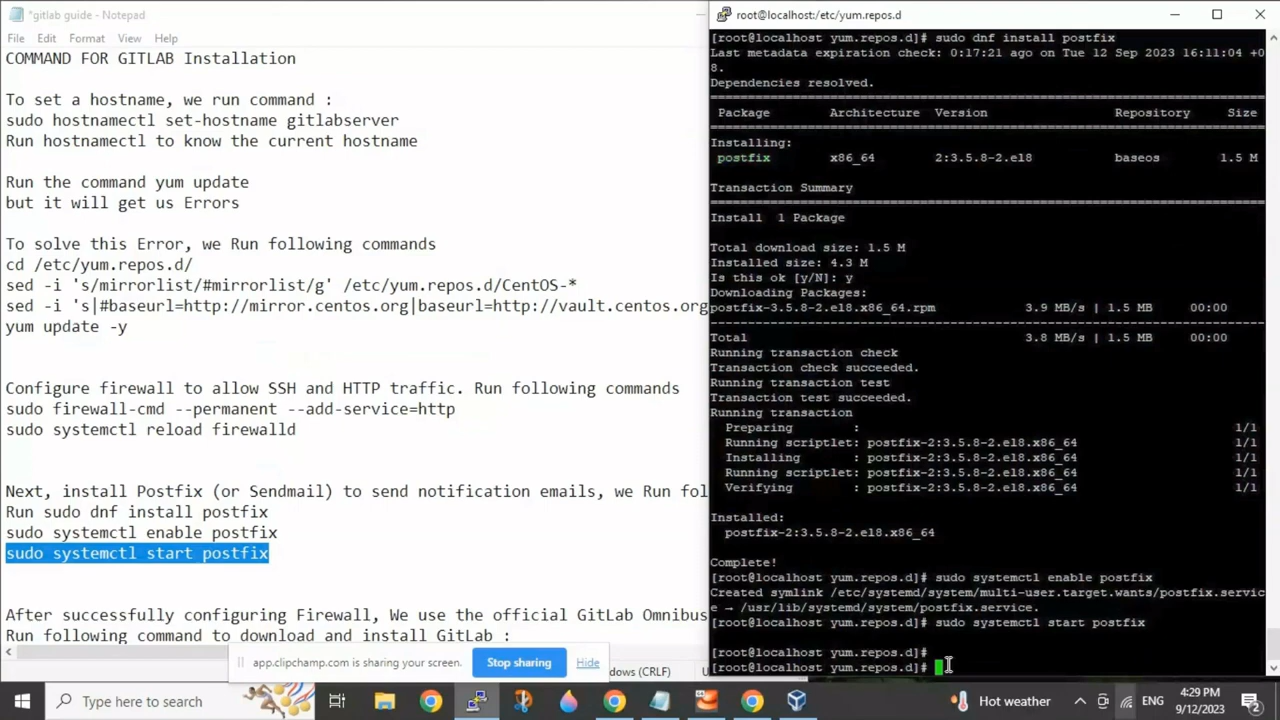 *gitlab guide - Notepad
File Edit Format View Help
COMMAND FOR GITLAB Installation
To set a hostname, we run command :
sudo hostnamectl set-hostname gitlabserver
Run hostnamectl to know the current hostname
Run the command yum update
but it will get us Errors
To solve this Error, we Run following commands
cd /etc/yum.repos.d/
sed -i 's/mirrorlist/#mirrorlist/g' /etc/yum.repos.d/CentOS-*
sed -i 's|#baseurl=http://mirror.centos.org|baseurl=http://vault.centos.org
yum update -y
Configure firewall to allow SSH and HTTP traffic. Run following commands
sudo firewall-cmd --permanent --add-service=http
sudo systemctl reload firewalld
Next, install Postfix (or Sendmail) to send notification emails, we Run fol
Run sudo dnf install postfix
sudo systemctl enable postfix
sudo systemctl start postfix
After successfully configuring Firewall, We use the official GitLab Omnibus
Run following command to download and install GitLab :
app.clipchamp.com is sharing your screen.
Stop sharing
Hide
dows (CRLF)
root@localhost:/etc/yum.repos.d
[root@localhost yum.repos.d]# sudo dnf install postfix
Last metadata expiration check: 0:17:21 ago on Tue 12 Sep 2023 16:11:04 +0
8.
Dependencies resolved.
Package Architecture Version Repository Size
Installing:
postfix x86_64 2:3.5.8-2.el8 baseos 1.5 M
Transaction Summary
Install 1 Package
Total download size: 1.5 M
Installed size: 4.3 M
Is this ok [y/N]: y
Downloading Packages:
postfix-3.5.8-2.el8.x86_64.rpm 3.9 MB/s | 1.5 MB 00:00
Total 3.8 MB/s | 1.5 MB 00:00
Running transaction check
Transaction check succeeded.
Running transaction test
Transaction test succeeded.
Running transaction
Preparing : 1/1
Running scriptlet: postfix-2:3.5.8-2.el8.x86_64 1/1
Installing : postfix-2:3.5.8-2.el8.x86_64 1/1
Running scriptlet: postfix-2:3.5.8-2.el8.x86_64 1/1
Verifying : postfix-2:3.5.8-2.el8.x86_64 1/1
Installed:
postfix-2:3.5.8-2.el8.x86_64
Complete!
[root@localhost yum.repos.d]# sudo systemctl enable postfix
Created symlink /etc/systemd/system/multi-user.target.wants/postfix.servic
e → /usr/lib/systemd/system/postfix.service.
[root@localhost yum.repos.d]# sudo systemctl start postfix
[root@localhost yum.repos.d]#
[root@localhost yum.repos.d]#
Type here to search
Hot weather
ENG
4:29 PM
9/12/2023
2